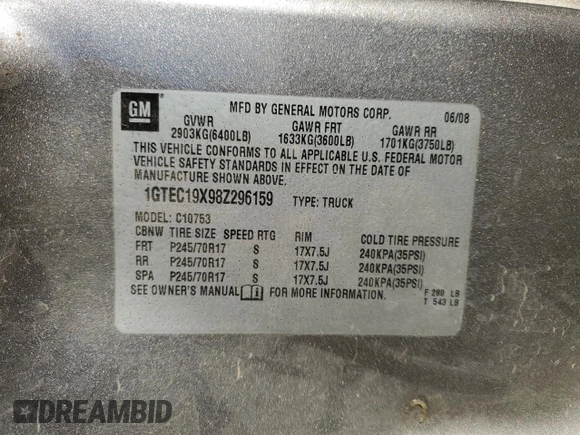 GM
MFD BY GENERAL MOTORS CORP. 06/08
GVWR GAWR FRT GAWR RR
2903KG(6400LB) 1633KG(3600LB) 1701KG(3750LB)
THIS VEHICLE CONFORMS TO ALL APPLICABLE U.S. FEDERAL MOTOR
VEHICLE SAFETY STANDARDS IN EFFECT ON THE DATE OF
MANUFACTURE SHOWN ABOVE.
1GTEC19X98Z296159 TYPE: TRUCK
MODEL: C10753
CBNW TIRE SIZE SPEED RTG RIM COLD TIRE PRESSURE
FRT P245/70R17 S 17X7.5J 240KPA(35PSI)
RR P245/70R17 S 17X7.5J 240KPA(35PSI)
SPA P245/70R17 S 17X7.5J 240KPA(35PSI)
SEE OWNER'S MANUAL FOR MORE INFORMATION. F 280 LB
T 543 LB
DREAMBID